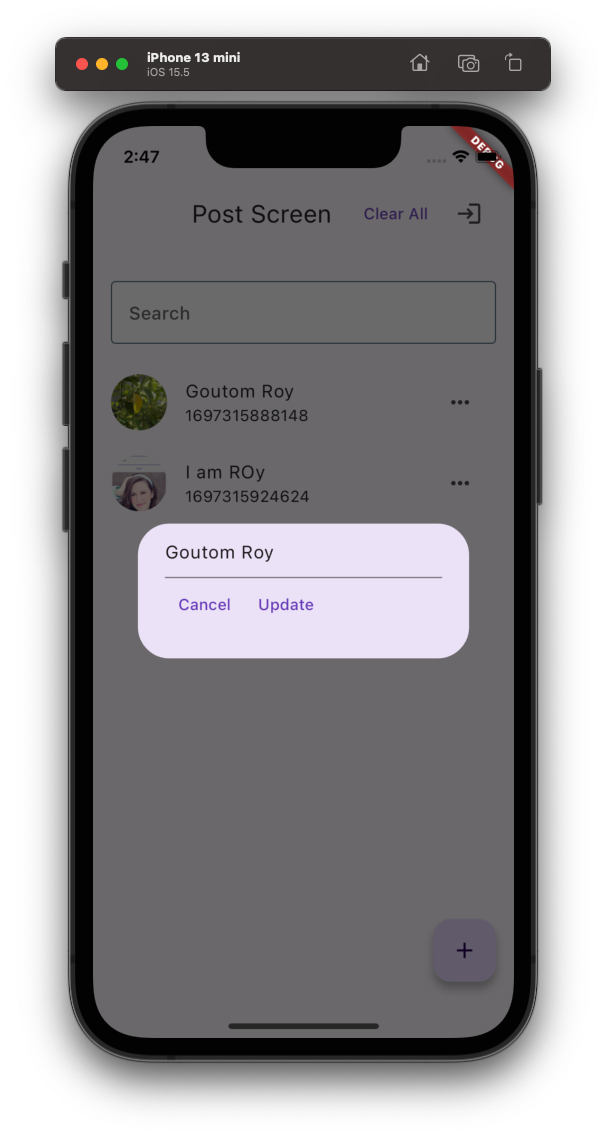 iPhone 13 mini
iOS 15.5
2:47
DEBUG
Post Screen Clear All
Search
Goutom Roy
1697315888148
I am ROy
1697315924624
Goutom Roy
Cancel Update